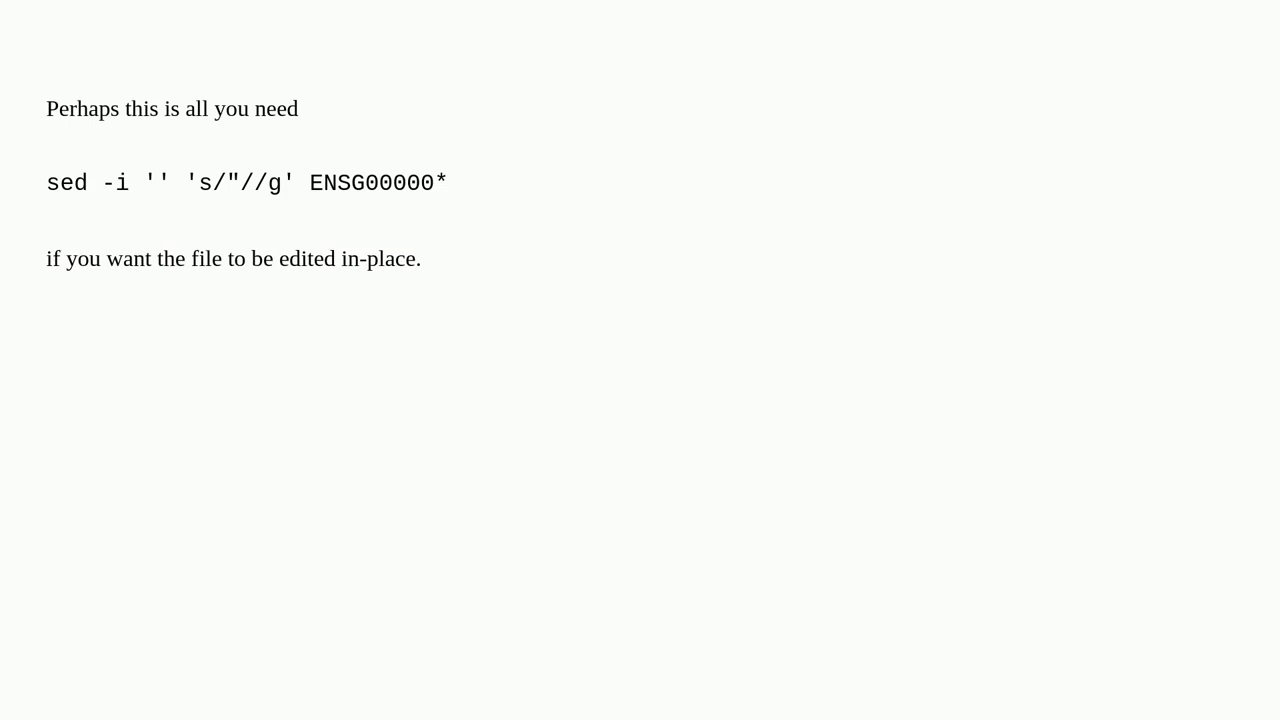 Perhaps this is all you need
sed -i '' 's/"//g' ENSG00000*
if you want the file to be edited in-place.